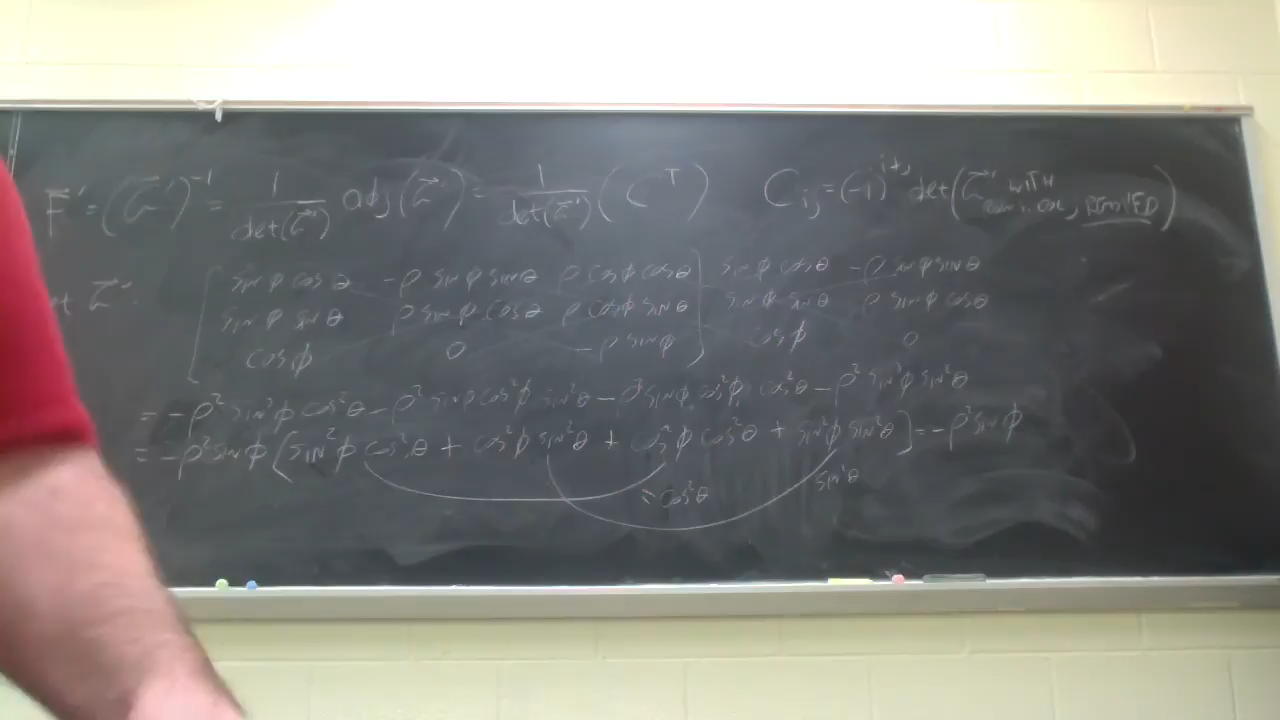 F' = ( )⁻¹ = 1/det( ) adj( ) = 1/det( ) (Cᵀ) C_ij = (-1)^{i+j} det( WITH REMOVED)
sin φ cos θ -ρ sin φ sin θ ρ cos φ cos θ sin φ cos θ -ρ sin φ sin θ
sin φ sin θ ρ sin φ cos θ ρ cos φ sin θ sin φ sin θ ρ sin φ cos θ
cos φ 0 -ρ sin φ cos φ 0
= -ρ² sin³φ cos²θ - ρ² sin φ cos²φ sin²θ - ρ² sin φ cos²φ cos²θ - ρ² sin³φ sin²θ
= -ρ² sin φ [sin²φ cos²θ + cos²φ sin²θ + cos²φ cos²θ + sin²φ sin²θ] = -ρ² sin φ
= cos²θ sin²θ